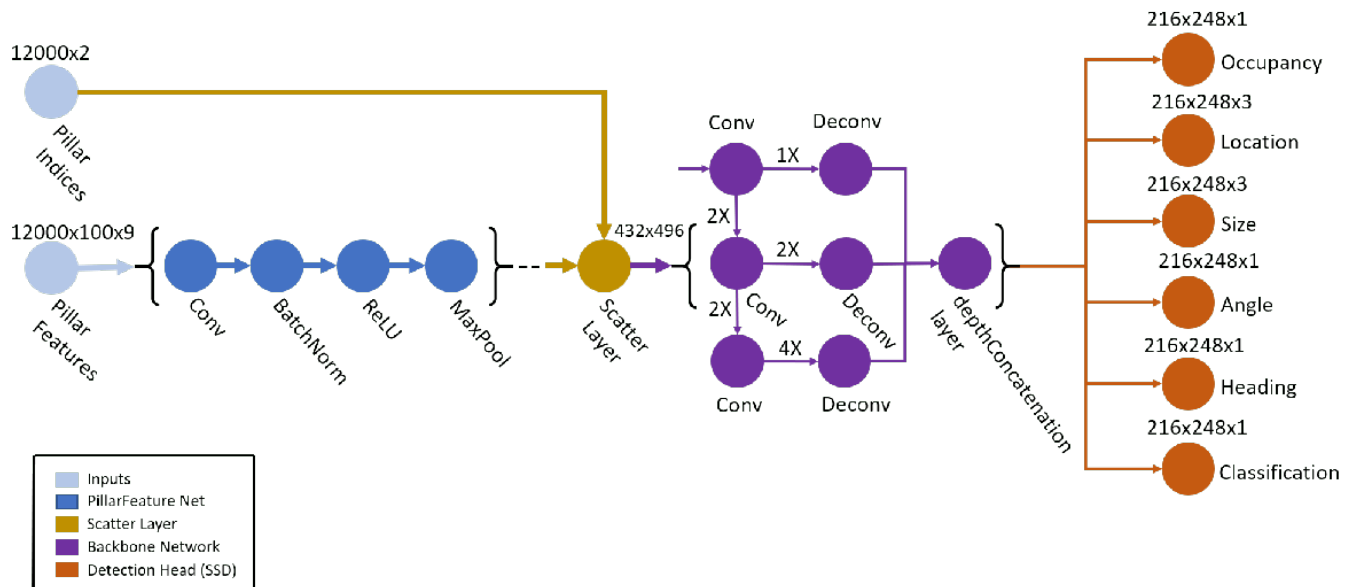 12000x2
Pillar
Indices
12000x100x9
Pillar
Features
Conv
BatchNorm
ReLU
MaxPool
432x496
Scatter
Layer
Conv
1X
Deconv
2X
Conv
2X
Deconv
2X
Conv
4X
Deconv
depthConcatenation
layer
216x248x1
Occupancy
216x248x3
Location
216x248x3
Size
216x248x1
Angle
216x248x1
Heading
216x248x1
Classification
Inputs
PillarFeature Net
Scatter Layer
Backbone Network
Detection Head (SSD)